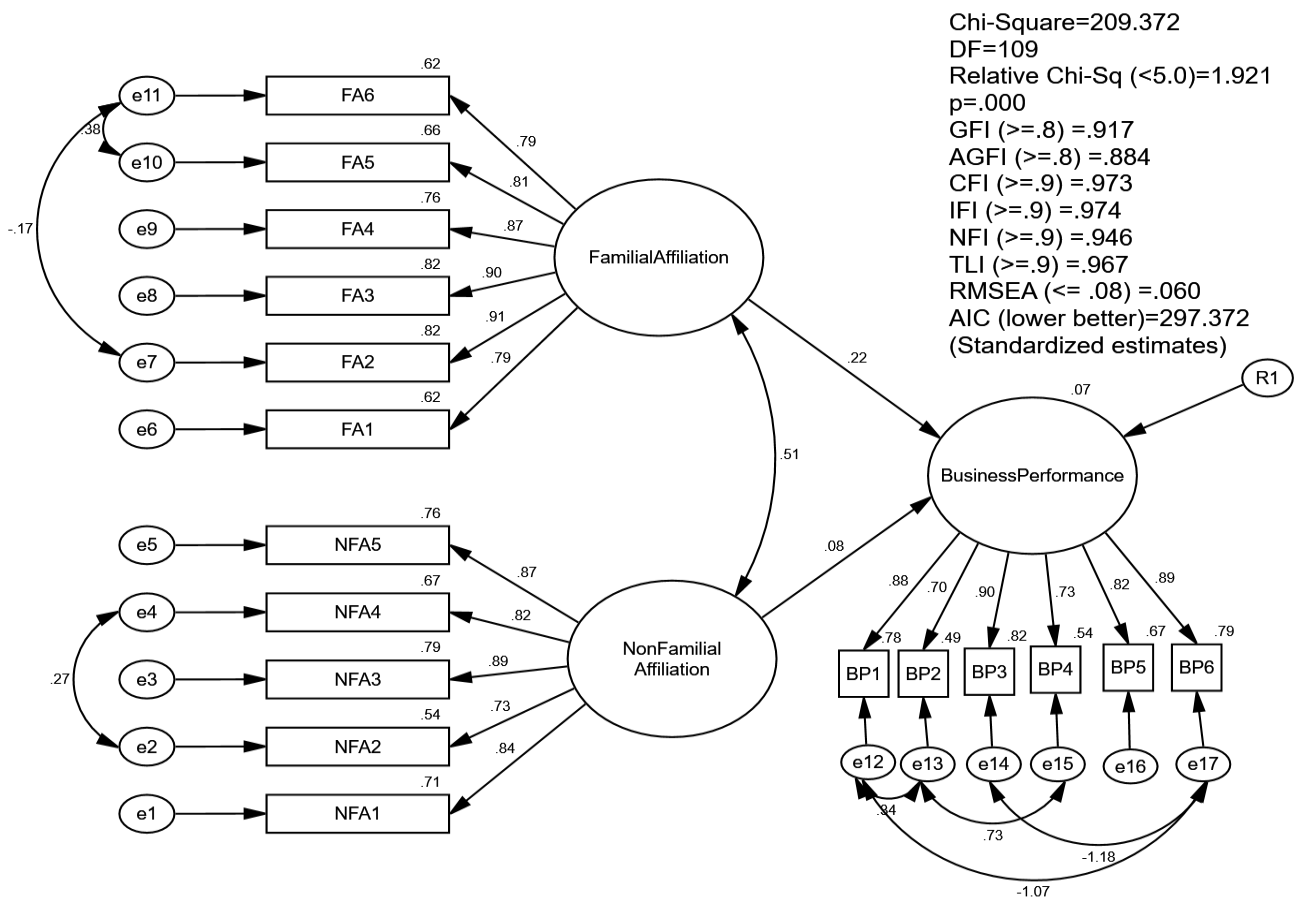 Chi-Square=209.372
DF=109
Relative Chi-Sq (<5.0)=1.921
p=.000
GFI (>=.8) =.917
AGFI (>=.8) =.884
CFI (>=.9) =.973
IFI (>=.9) =.974
NFI (>=.9) =.946
TLI (>=.9) =.967
RMSEA (<= .08) =.060
AIC (lower better)=297.372
(Standardized estimates)
.62
e11
FA6
.79
.38
.66
e10
FA5
.81
.76
e9
FA4
.87
-.17
.82
e8
FA3
.90
.82
e7
FA2
.91
.62
e6
FA1
.79
FamilialAffiliation
.22
.07
R1
.51
BusinessPerformance
.08
.76
e5
NFA5
.87
.67
e4
NFA4
.82
.27
.79
e3
NFA3
.89
.54
e2
NFA2
.73
.71
e1
NFA1
.84
NonFamilial
Affiliation
.88
.70
.90
.73
.82
.89
.78
.49
.82
.54
.67
.79
BP1
BP2
BP3
BP4
BP5
BP6
e12
e13
e14
e15
e16
e17
.34
.73
-1.18
-1.07